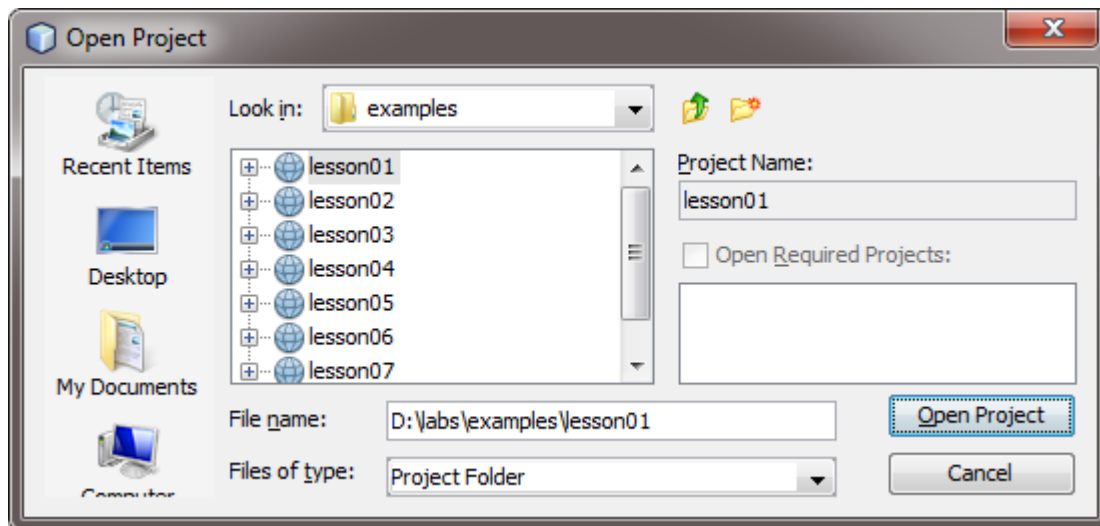 Open Project
Look in: examples
Recent Items
Desktop
My Documents
Computer
lesson01
lesson02
lesson03
lesson04
lesson05
lesson06
lesson07
Project Name:
lesson01
Open Required Projects:
File name: D:\labs\examples\lesson01
Open Project
Files of type: Project Folder
Cancel